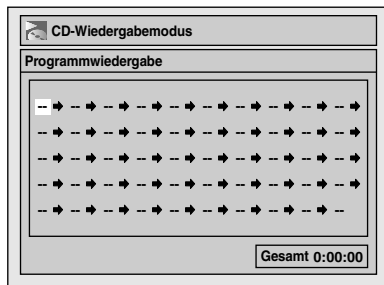 CD-Wiedergabemodus
Programmwiedergabe
-- ➔ -- ➔ -- ➔ -- ➔ -- ➔ -- ➔ -- ➔ -- ➔ -- ➔ -- ➔
-- ➔ -- ➔ -- ➔ -- ➔ -- ➔ -- ➔ -- ➔ -- ➔ -- ➔ -- ➔
-- ➔ -- ➔ -- ➔ -- ➔ -- ➔ -- ➔ -- ➔ -- ➔ -- ➔ -- ➔
-- ➔ -- ➔ -- ➔ -- ➔ -- ➔ -- ➔ -- ➔ -- ➔ -- ➔ -- ➔
-- ➔ -- ➔ -- ➔ -- ➔ -- ➔ -- ➔ -- ➔ -- ➔ -- ➔ --
Gesamt 0:00:00